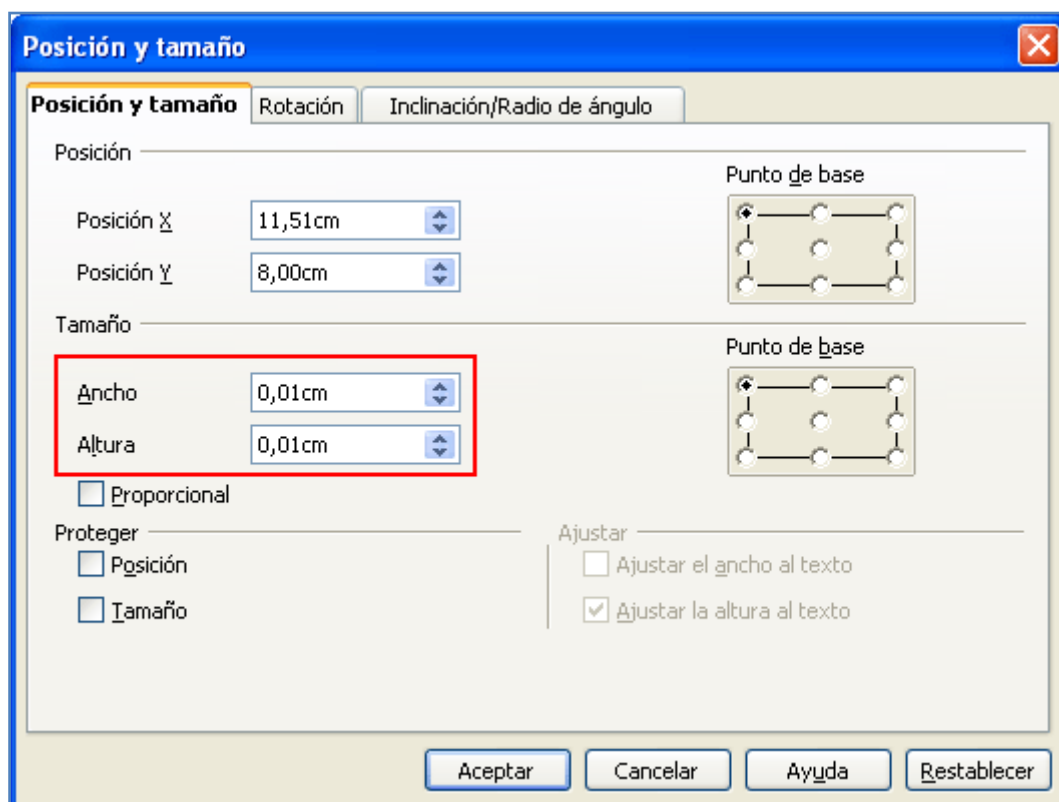 Posición y tamaño
Posición y tamaño Rotación Inclinación/Radio de ángulo
Posición
Punto de base
Posición X 11,51cm
Posición Y 8,00cm
Tamaño
Punto de base
Ancho 0,01cm
Altura 0,01cm
Proporcional
Proteger Ajustar
Posición Ajustar el ancho al texto
Tamaño Ajustar la altura al texto
Aceptar Cancelar Ayuda Restablecer